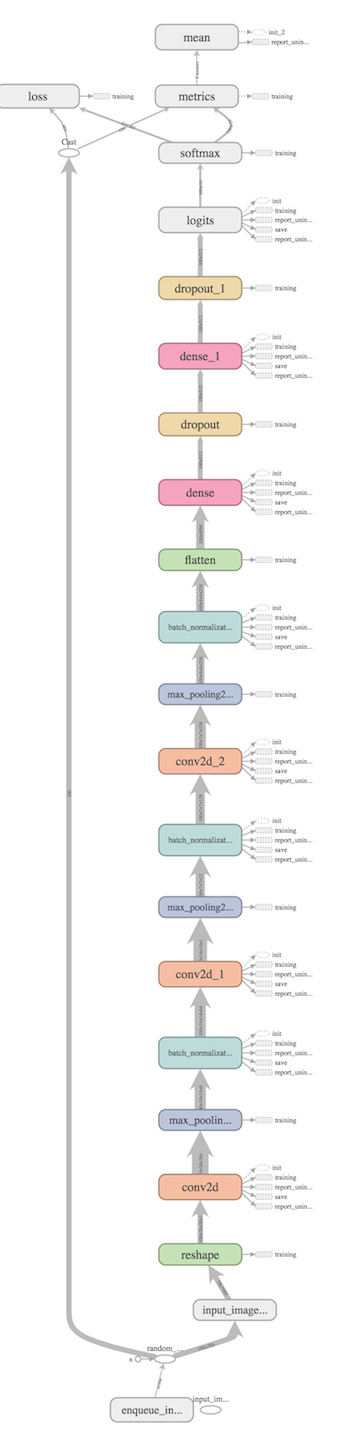 mean
init_2
report_unin...
loss
training
metrics
training
Cast
softmax
training
logits
init
training
report_unin...
save
report_unin...
dropout_1
training
dense_1
init
training
report_unin...
save
report_unin...
dropout
training
dense
init
training
report_unin...
save
report_unin...
flatten
training
batch_normalizat...
init
training
report_unin...
save
report_unin...
max_pooling2...
training
conv2d_2
init
training
report_unin...
save
report_unin...
batch_normalizat...
init
training
report_unin...
save
report_unin...
max_pooling2...
training
conv2d_1
init
training
report_unin...
save
report_unin...
batch_normalizat...
init
training
report_unin...
save
report_unin...
max_poolin...
training
conv2d
init
training
report_unin...
save
report_unin...
reshape
training
input_image...
random_...
n
enqueue_in...
input_im...